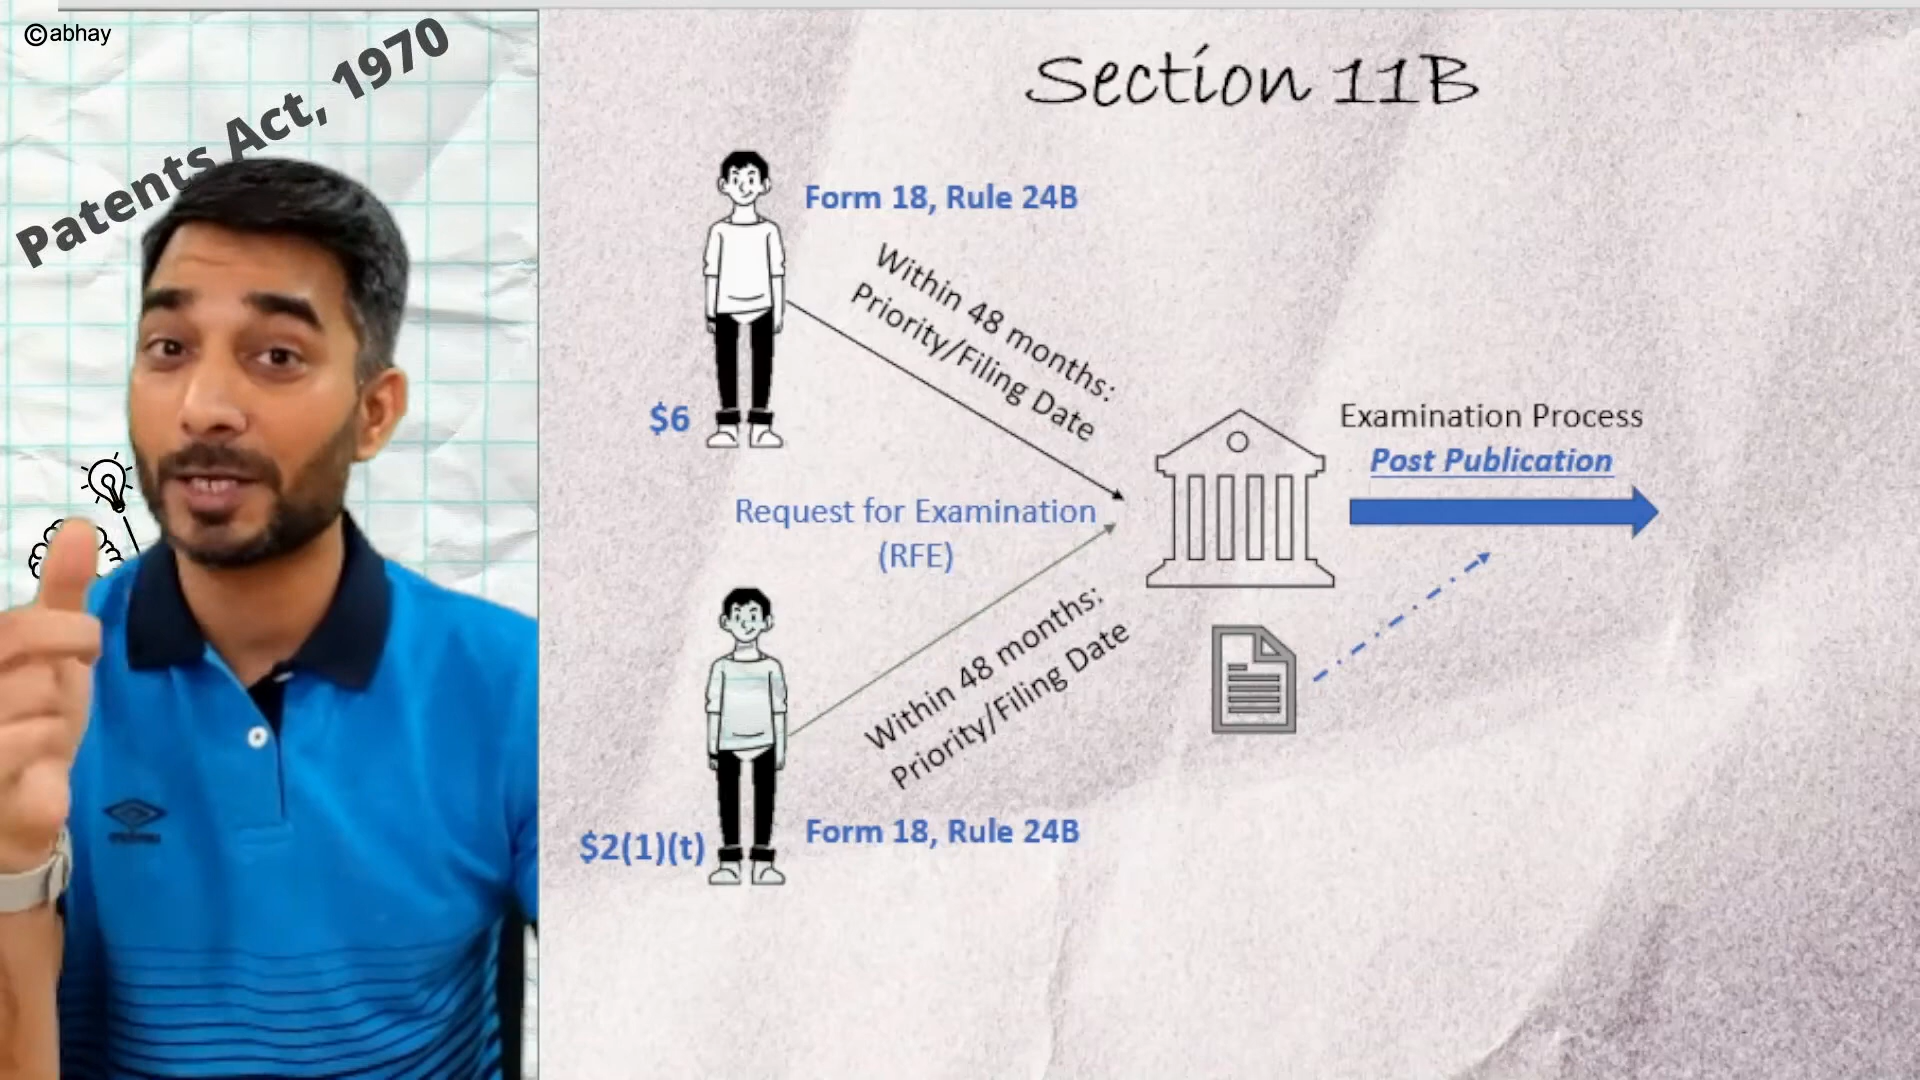 ©abhay
Patents Act, 1970
Section 11B
Form 18, Rule 24B
Within 48 months:
Priority/Filing Date
$6
Examination Process
Post Publication
Request for Examination
(RFE)
Within 48 months:
Priority/Filing Date
$2(1)(t)
Form 18, Rule 24B